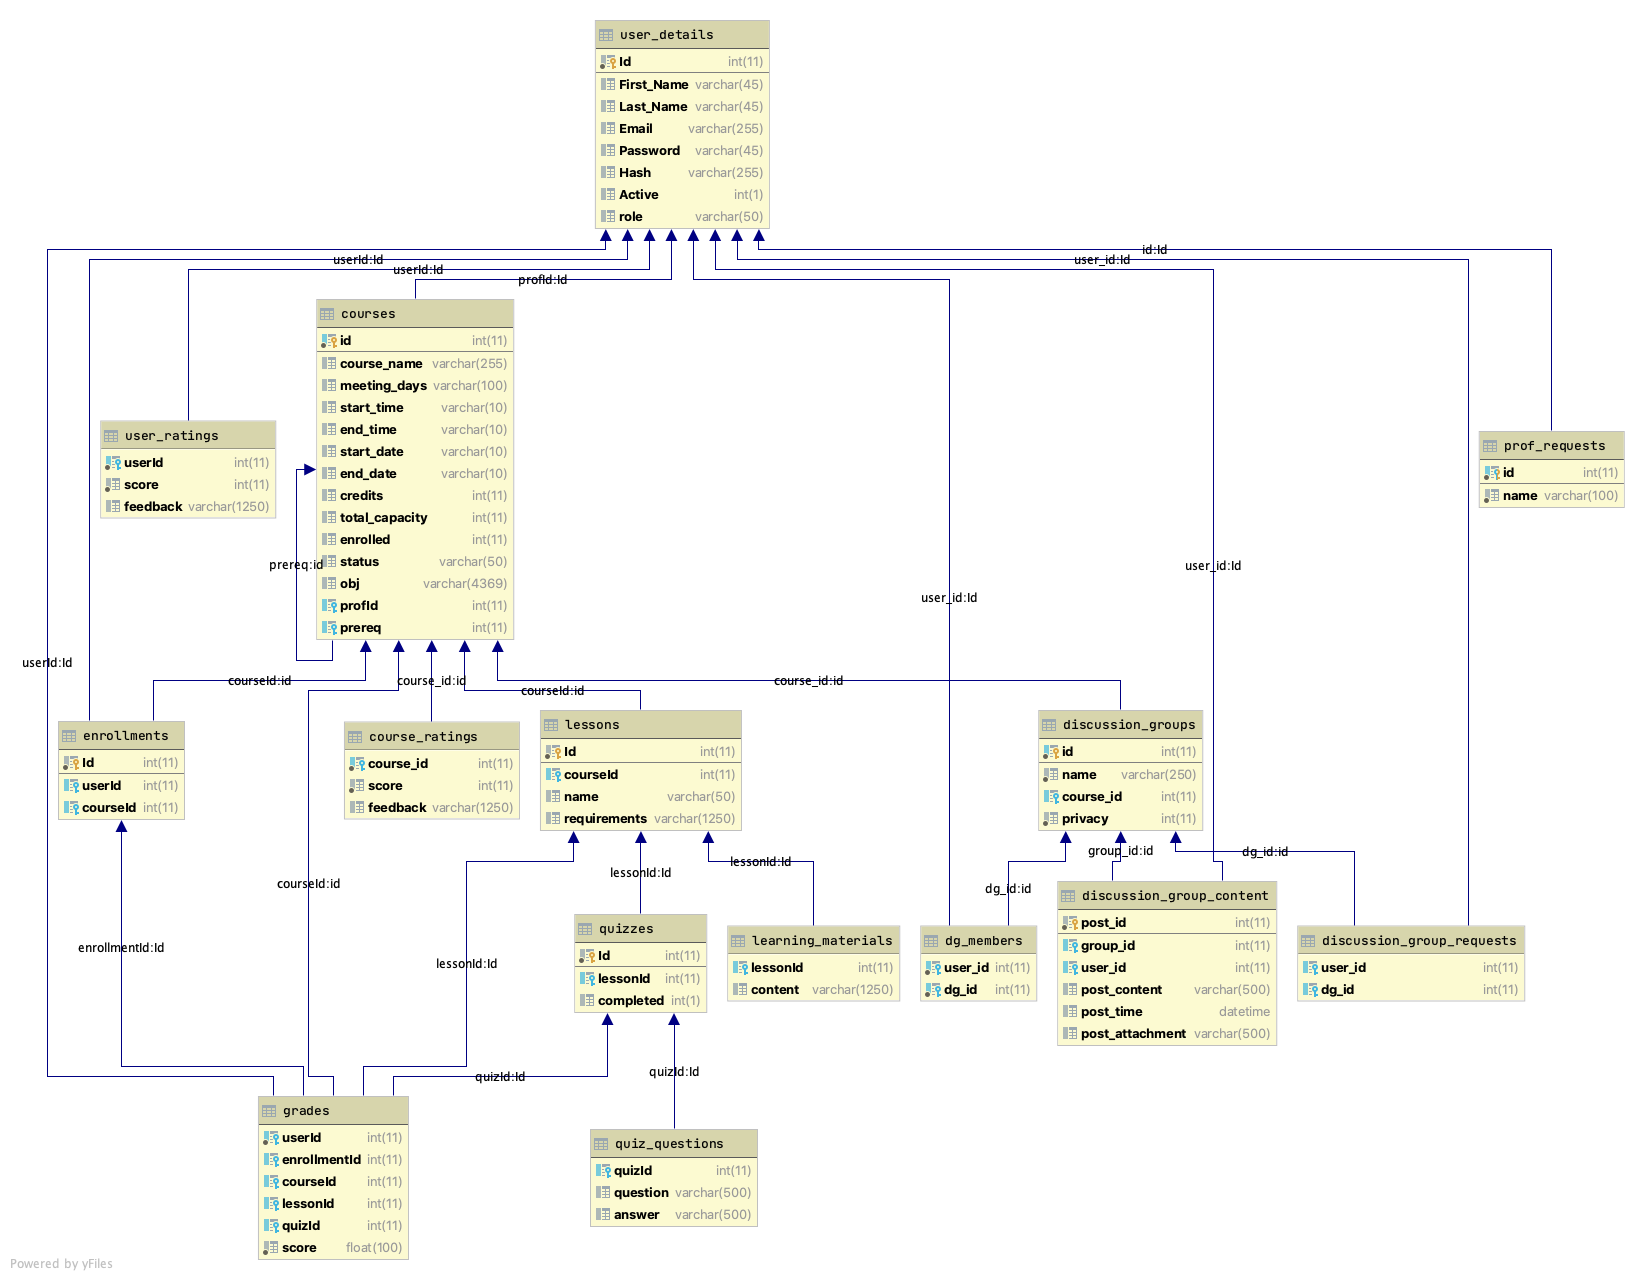 user_details
Id int(11)
First_Name varchar(45)
Last_Name varchar(45)
Email varchar(255)
Password varchar(45)
Hash varchar(255)
Active int(1)
role varchar(50)
id:Id
userId:Id
user_id:Id
userId:Id
profId:Id
courses
id int(11)
course_name varchar(255)
meeting_days varchar(100)
start_time varchar(10)
end_time varchar(10)
start_date varchar(10)
end_date varchar(10)
credits int(11)
total_capacity int(11)
enrolled int(11)
status varchar(50)
obj varchar(4369)
profId int(11)
prereq int(11)
user_ratings
userId int(11)
score int(11)
feedback varchar(1250)
prof_requests
id int(11)
name varchar(100)
prereq:id
user_id:Id
user_id:Id
userId:Id
courseId:id
course_id:id
courseId:id
course_id:id
enrollments
Id int(11)
userId int(11)
courseId int(11)
course_ratings
course_id int(11)
score int(11)
feedback varchar(1250)
lessons
Id int(11)
courseId int(11)
name varchar(50)
requirements varchar(1250)
discussion_groups
id int(11)
name varchar(250)
course_id int(11)
privacy int(11)
group_id:id
dg_id:id
lessonId:Id
lessonId:Id
courseId:id
dg_id:id
enrollmentId:Id
lessonId:Id
quizzes
Id int(11)
lessonId int(11)
completed int(1)
learning_materials
lessonId int(11)
content varchar(1250)
dg_members
user_id int(11)
dg_id int(11)
discussion_group_content
post_id int(11)
group_id int(11)
user_id int(11)
post_content varchar(500)
post_time datetime
post_attachment varchar(500)
discussion_group_requests
user_id int(11)
dg_id int(11)
quizId:Id
quizId:Id
grades
userId int(11)
enrollmentId int(11)
courseId int(11)
lessonId int(11)
quizId int(11)
score float(100)
quiz_questions
quizId int(11)
question varchar(500)
answer varchar(500)
Powered by yFiles